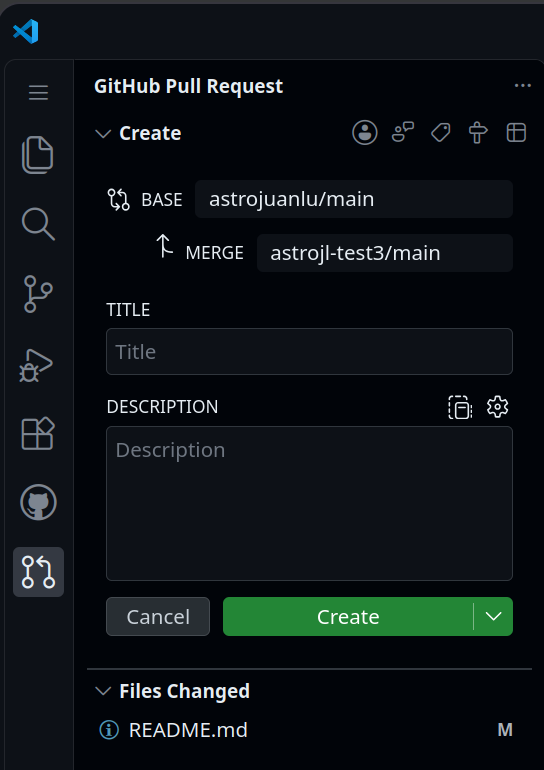 GitHub Pull Request
Create
BASE astrojuanlu/main
MERGE astrojl-test3/main
TITLE
Title
DESCRIPTION
Description
Cancel Create
Files Changed
README.md M